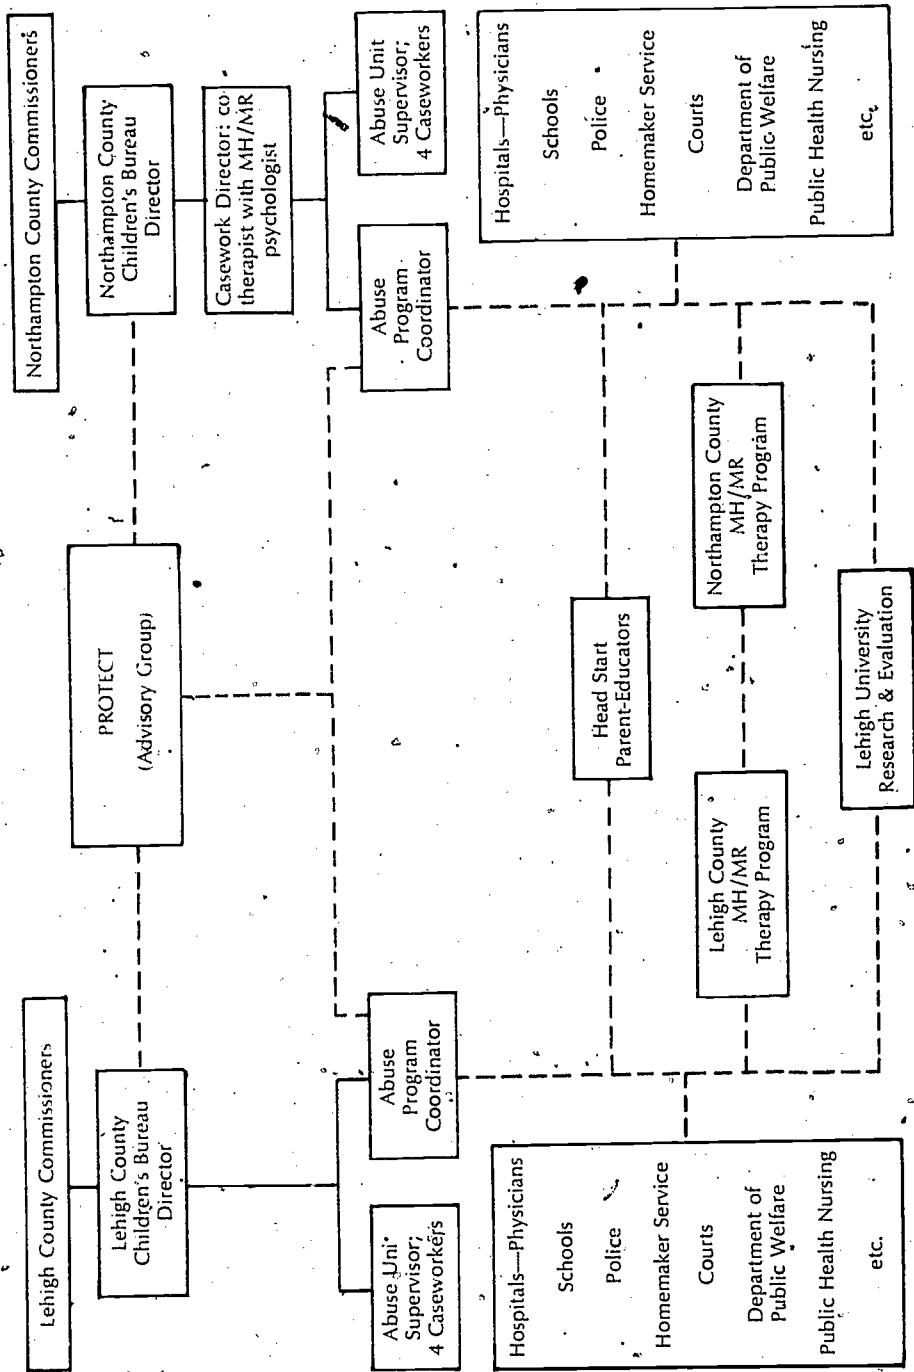 Lehigh County Commissioners
Northampton County Commissioners
Lehigh County
Children's Bureau
Director
PROTECT
(Advisory Group)
Northampton County
Children's Bureau
Director
Casework Director: co-
therapist with MH/MR
psychologist
Abuse Uni
Supervisor;
4 Caseworkers
Abuse
Program
Coordinator
Abuse
Program
Coordinator
Abuse Unit
Supervisor;
4 Caseworkers
Hospitals—Physicians
Schools
Police
Homemaker Service
Courts
Department of
Public Welfare
Public Health Nursing
etc.
Head Start
Parent-Educators
Lehigh County
MH/MR
Therapy Program
Northampton County
MH/MR
Therapy Program
Lehigh University
Research & Evaluation
Hospitals—Physicians
Schools
Police
Homemaker Service
Courts
Department of
Public Welfare
Public Health Nursing
etc.